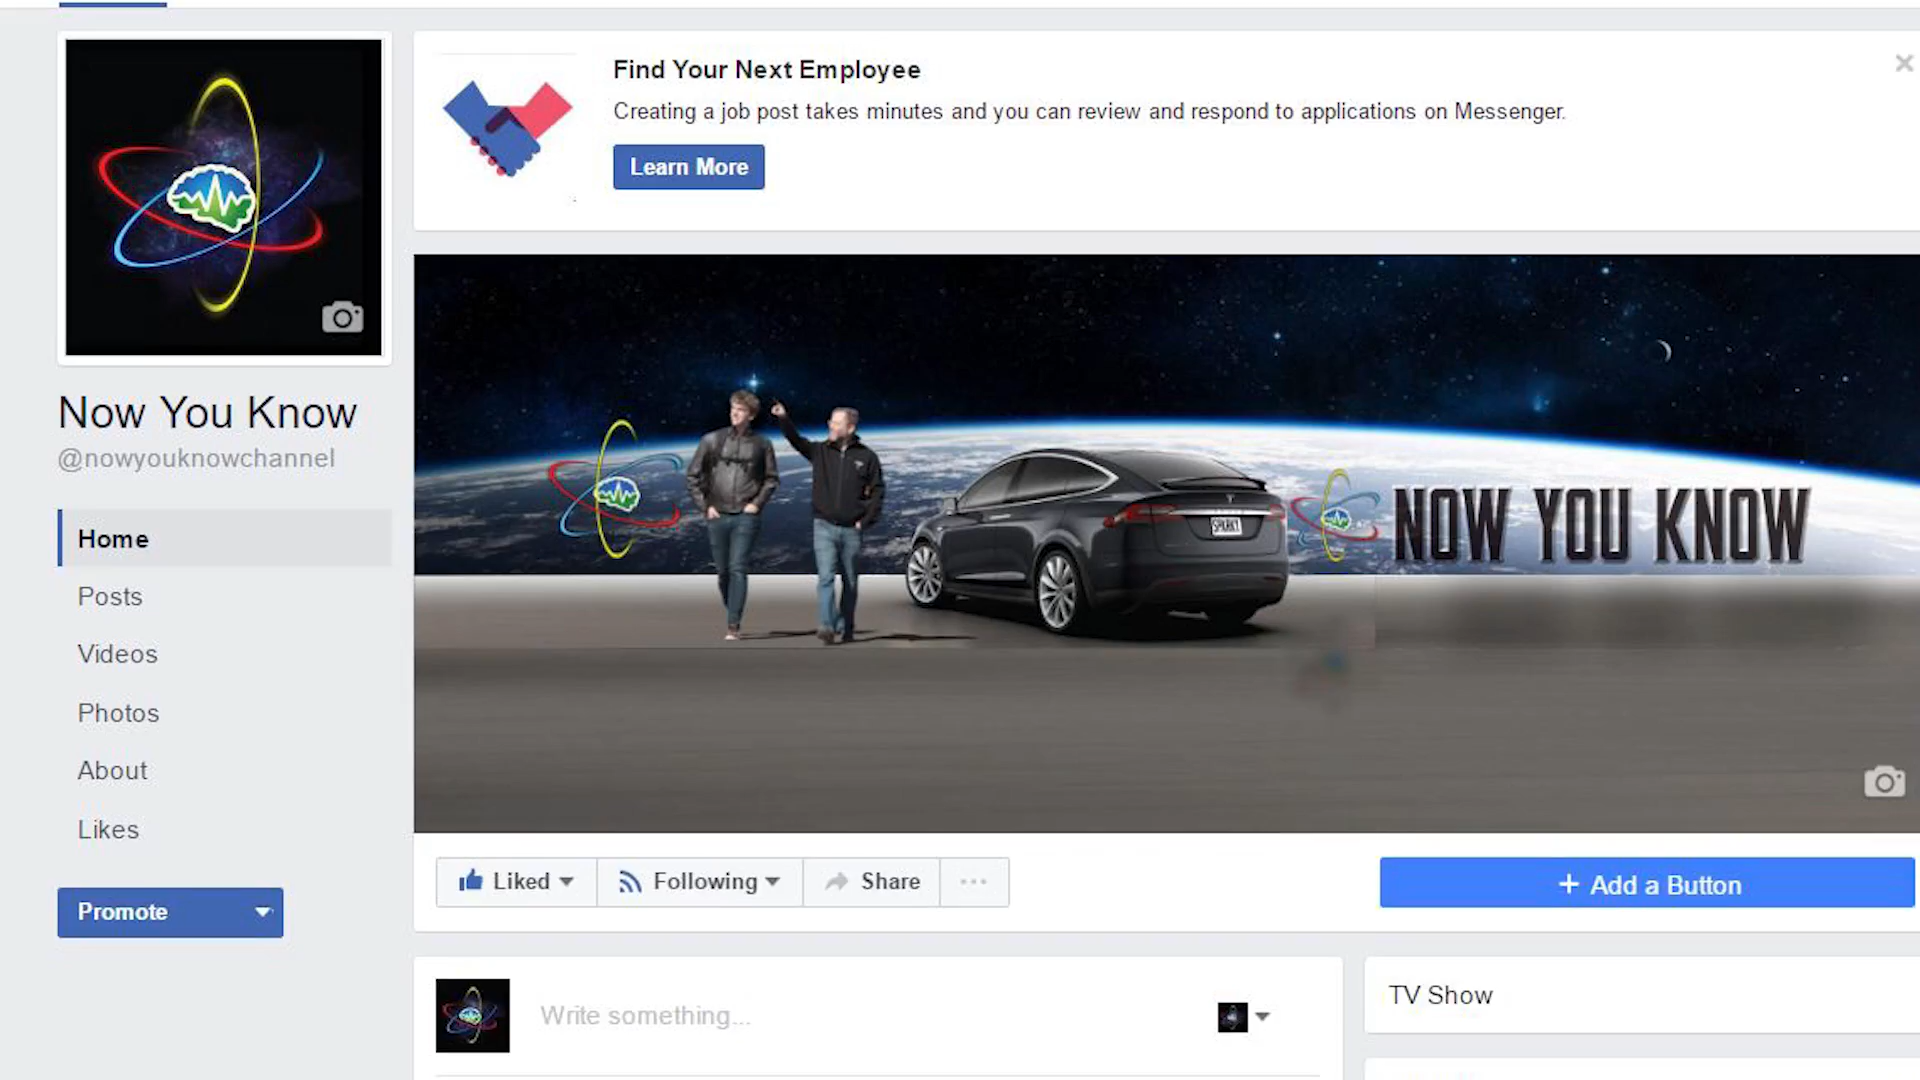 Find Your Next Employee
Creating a job post takes minutes and you can review and respond to applications on Messenger.
Learn More
Now You Know
@nowyouknowchannel
Home
Posts
Videos
Photos
About
Likes
Promote
SPARKY
NOW YOU KNOW
Liked
Following
Share
+ Add a Button
Write something...
TV Show